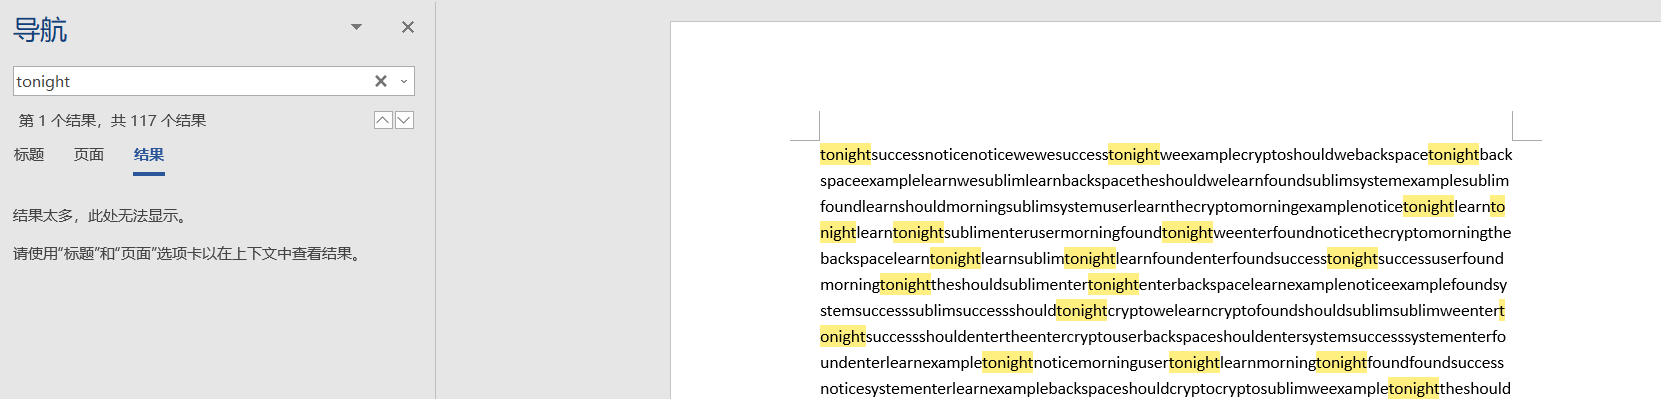 导航
tonight
第 1 个结果，共 117 个结果
标题 页面 结果
结果太多，此处无法显示。
请使用“标题”和“页面”选项卡以在上下文中查看结果。
tonightsuccessnoticenoticewewesuccesstonightweexamplecryptoshouldwebackspacetonightback
spaceexamplelearnwesublimlearnbackspacetheshouldwelearnfoundsublimsystemexamplesublim
foundlearnshouldmorningsublimsystemuserlearnthecryptomorningexamplenoticetonightlearnto
nightlearntonightsublimenterusermorningfoundtonightweenterfoundnoticethecryptomorningthe
backspacelearntonightlearnsublimtonightlearnfoundenterfoundsuccesstonightsuccessuserfound
morningtonighttheshouldsublimentertonightenterbackspacelearnexamplenoticeexamplefoundsy
stemsuccesssublimsuccessshouldtonightcryptowelearncryptofoundshouldsublimsublimweentert
onightsuccessshouldentertheentercryptouserbackspaceshouldentersystemsuccesssystementerfo
undenterlearnexampletonightnoticemorningusertonightlearnmorningtonightfoundfoundsuccess
noticesystementerlearnexamplebackspaceshouldcryptocryptosublimweexampletonighttheshould